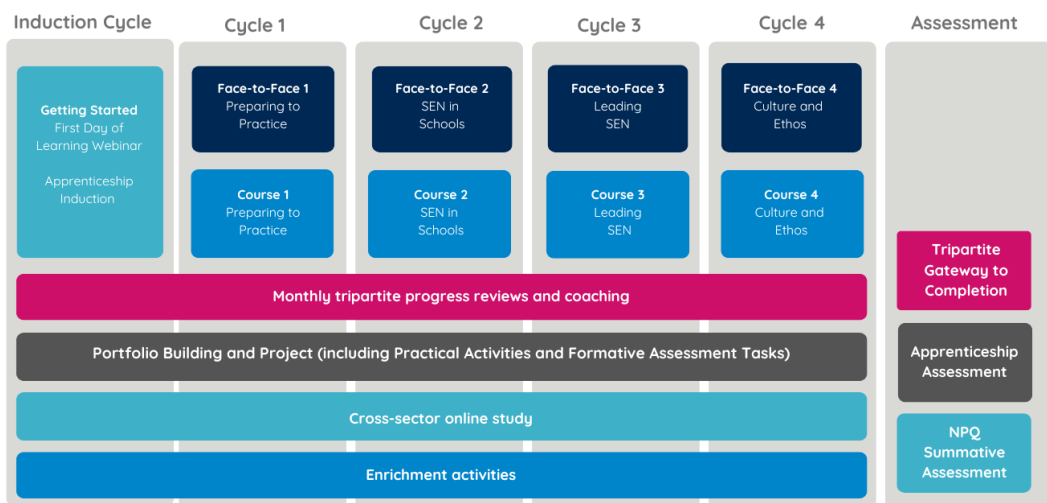 Induction Cycle
Cycle 1
Cycle 2
Cycle 3
Cycle 4
Assessment
Getting Started
First Day of
Learning Webinar
Apprenticeship
Induction
Face-to-Face 1
Preparing to
Practice
Face-to-Face 2
SEN in
Schools
Face-to-Face 3
Leading
SEN
Face-to-Face 4
Culture and
Ethos
Course 1
Preparing to
Practice
Course 2
SEN in
Schools
Course 3
Leading
SEN
Course 4
Culture and
Ethos
Monthly tripartite progress reviews and coaching
Portfolio Building and Project (including Practical Activities and Formative Assessment Tasks)
Cross-sector online study
Enrichment activities
Tripartite
Gateway to
Completion
Apprenticeship
Assessment
NPQ
Summative
Assessment